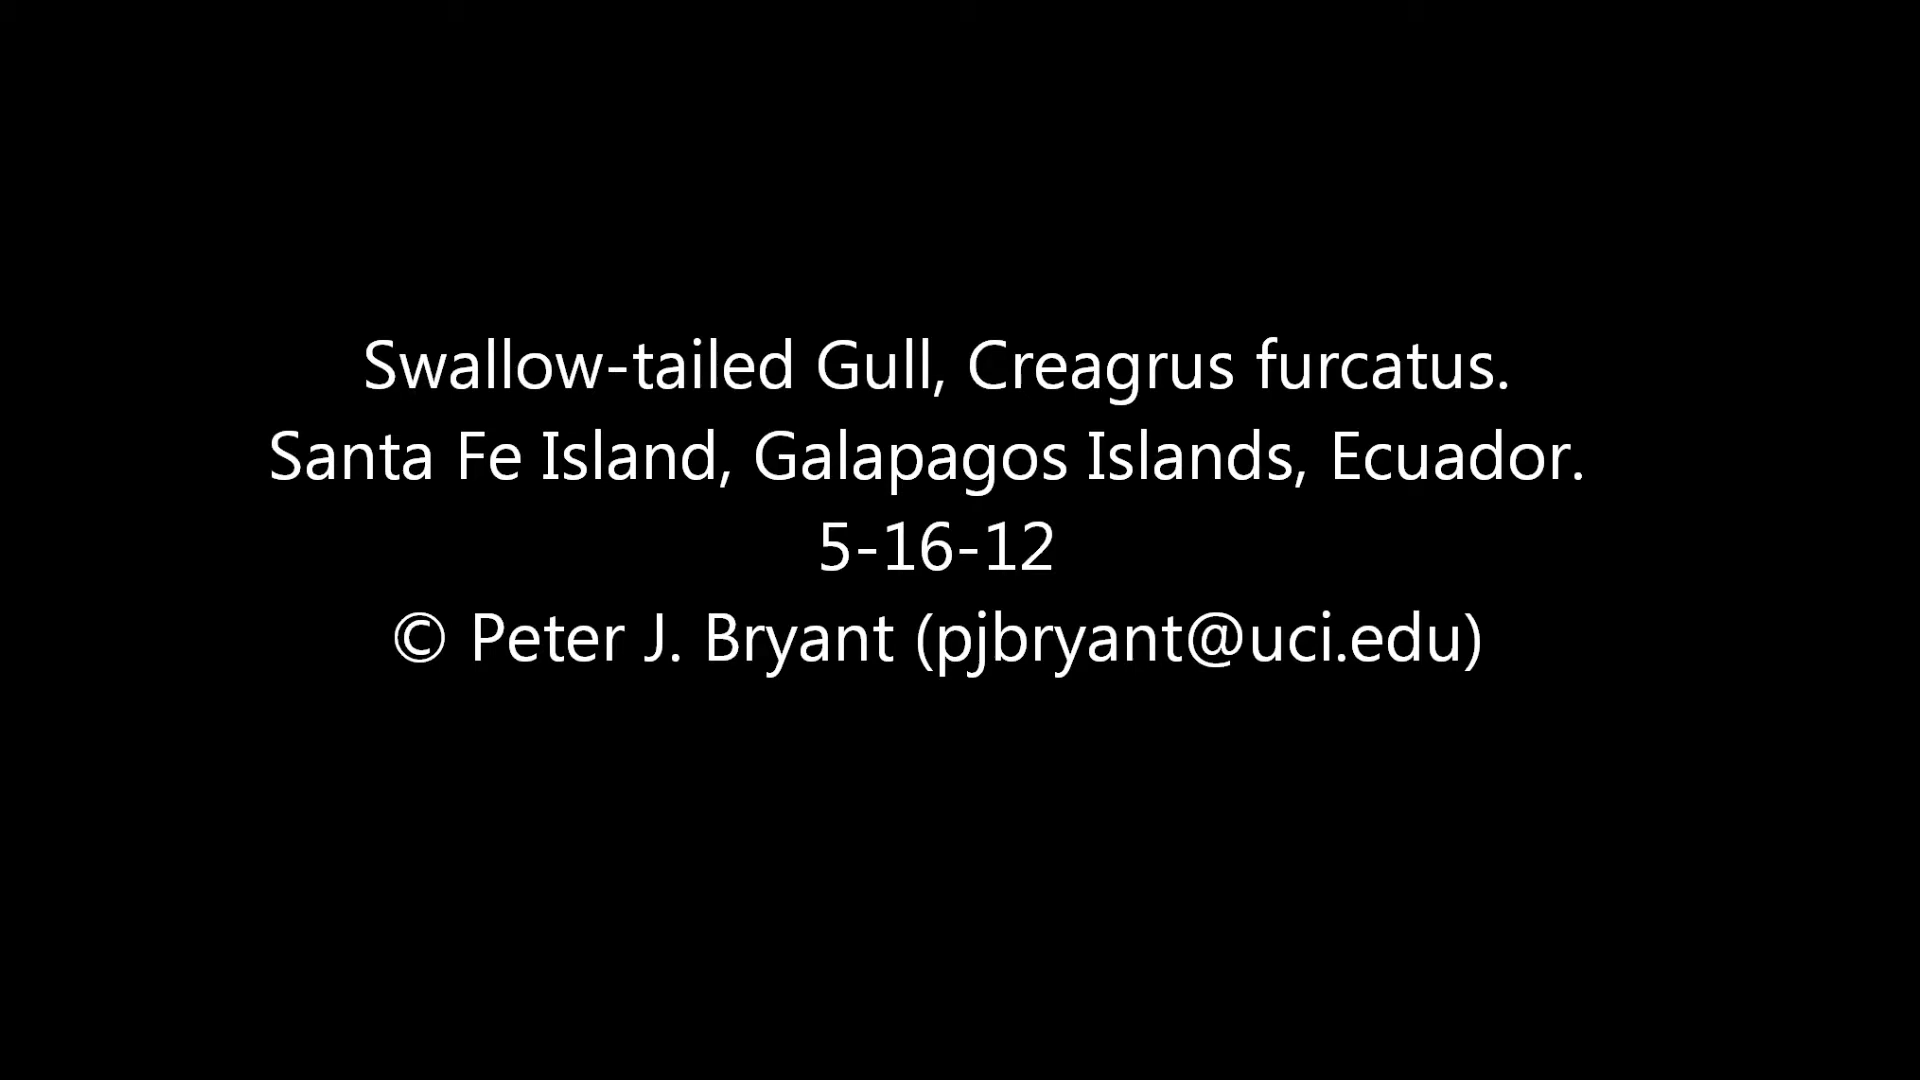 Swallow-tailed Gull, Creagrus furcatus.
Santa Fe Island, Galapagos Islands, Ecuador.
5-16-12
© Peter J. Bryant (pjbryant@uci.edu)